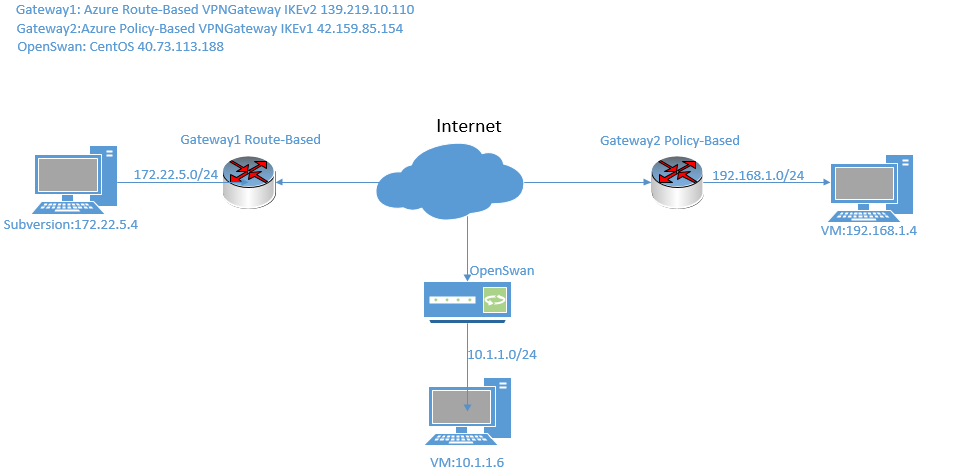 Gateway1: Azure Route-Based VPNGateway IKEv2 139.219.10.110
Gateway2:Azure Policy-Based VPNGateway IKEv1 42.159.85.154
OpenSwan: CentOS 40.73.113.188
Internet
Gateway1 Route-Based
Gateway2 Policy-Based
172.22.5.0/24
192.168.1.0/24
Subversion:172.22.5.4
VM:192.168.1.4
OpenSwan
10.1.1.0/24
VM:10.1.1.6